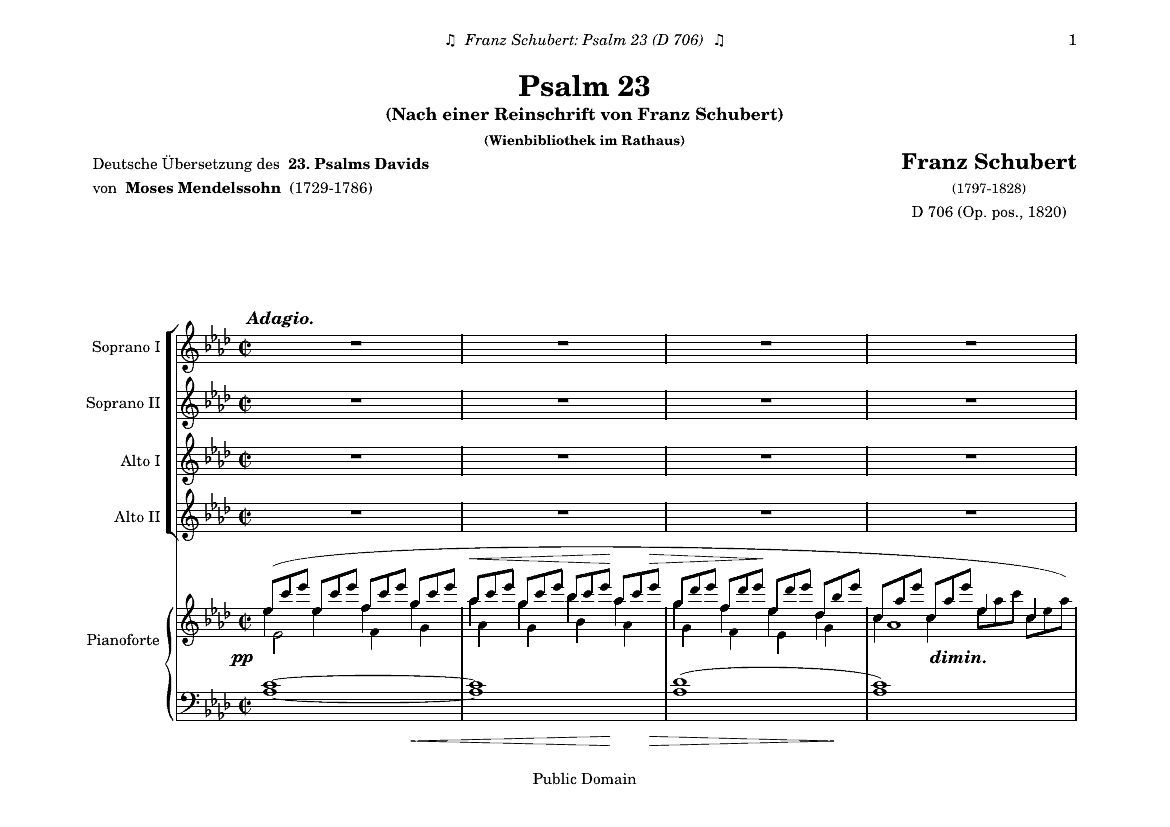 ♫ Franz Schubert: Psalm 23 (D 706) ♫
1
Psalm 23
(Nach einer Reinschrift von Franz Schubert)
(Wienbibliothek im Rathaus)
Deutsche Übersetzung des 23. Psalms Davids
von Moses Mendelssohn (1729-1786)
Franz Schubert
(1797-1828)
D 706 (Op. pos., 1820)
Adagio.
Soprano I
Soprano II
Alto I
Alto II
Pianoforte
pp
dimin.
Public Domain